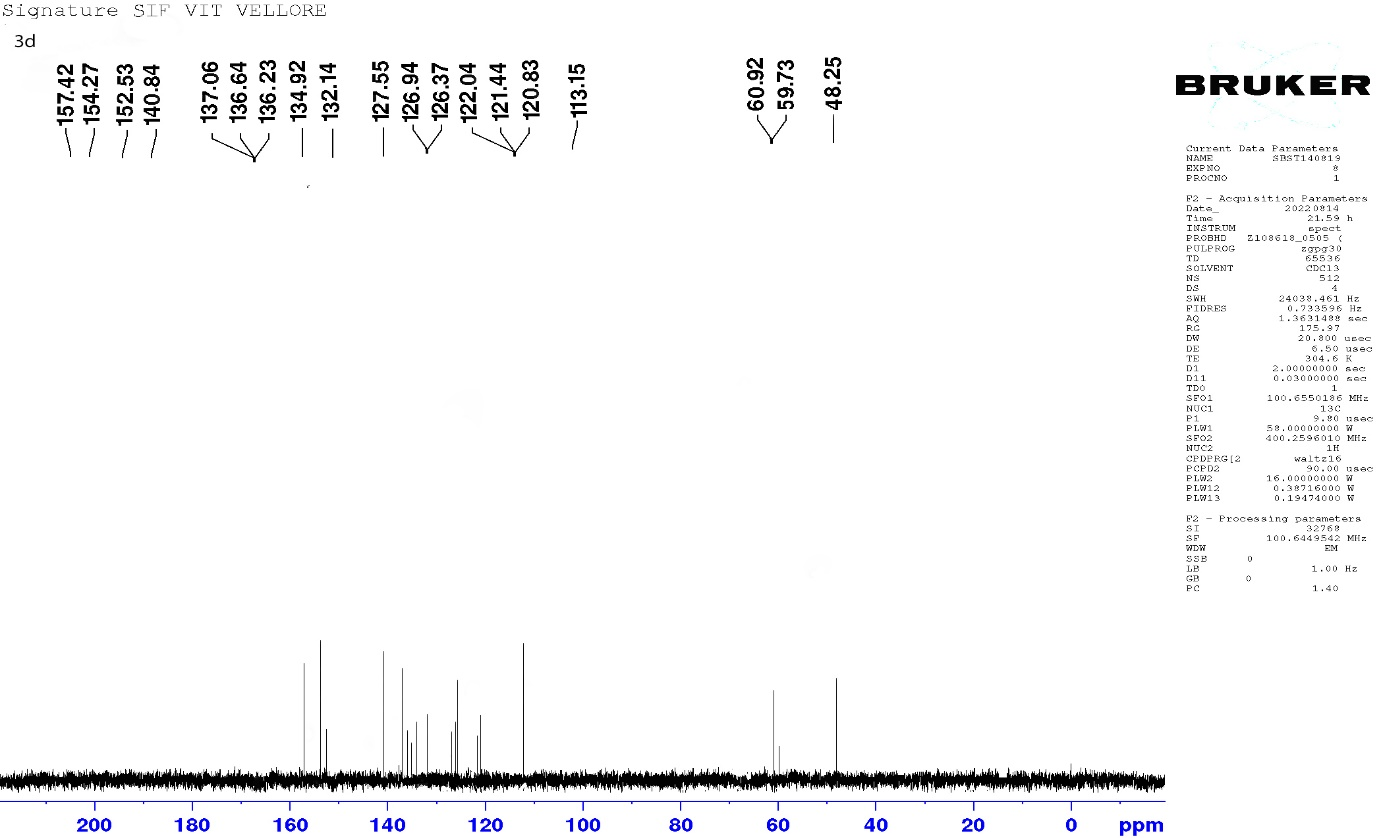 Signature SIF VIT VELLORE
3d
157.42
154.27
152.53
140.84
137.06
136.64
136.23
134.92
132.14
127.55
126.94
126.37
122.04
121.44
120.83
113.15
60.92
59.73
48.25
BRUKER
Current Data Parameters
NAME SBST140819
EXPNO 8
PROCNO 1
F2 - Acquisition Parameters
Date_ 20220814
Time 21.59 h
INSTRUM spect
PROBHD Z108618_0505 (
PULPROG zgpg30
TD 65536
SOLVENT CDCl3
NS 512
DS 4
SWH 24038.461 Hz
FIDRES 0.733596 Hz
AQ 1.3631488 sec
RG 175.97
DW 20.800 usec
DE 6.50 usec
TE 304.6 K
D1 2.00000000 sec
D11 0.03000000 sec
TD0 1
SFO1 100.6550186 MHz
NUC1 13C
P1 9.80 usec
PLW1 58.00000000 W
SFO2 400.2596010 MHz
NUC2 1H
CPDPRG[2 waltz16
PCPD2 90.00 usec
PLW2 16.00000000 W
PLW12 0.38716000 W
PLW13 0.19474000 W
F2 - Processing parameters
SI 32768
SF 100.6449542 MHz
WDW EM
SSB 0
LB 1.00 Hz
GB 0
PC 1.40
200 180 160 140 120 100 80 60 40 20 0 ppm